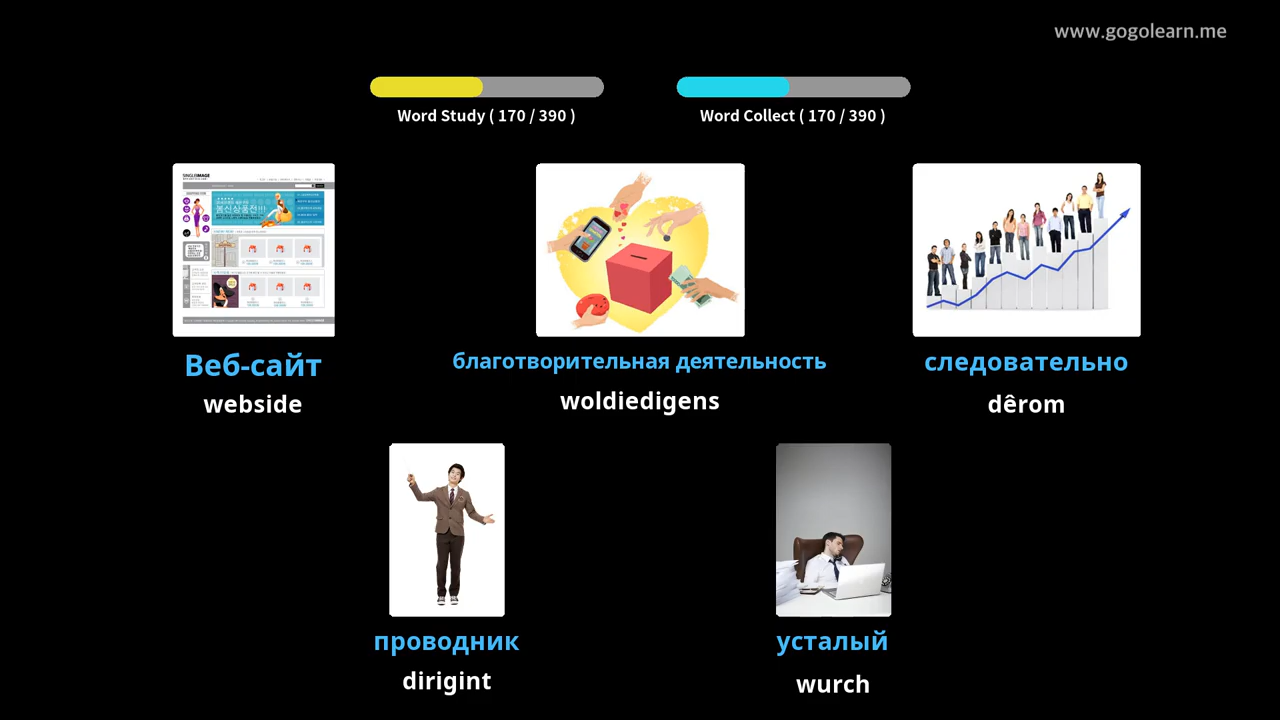 www.gogolearn.me
Word Study ( 170 / 390 )
Word Collect ( 170 / 390 )
Веб-сайт
webside
благотворительная деятельность
woldiedigens
следовательно
dêrom
проводник
dirigint
усталый
wurch